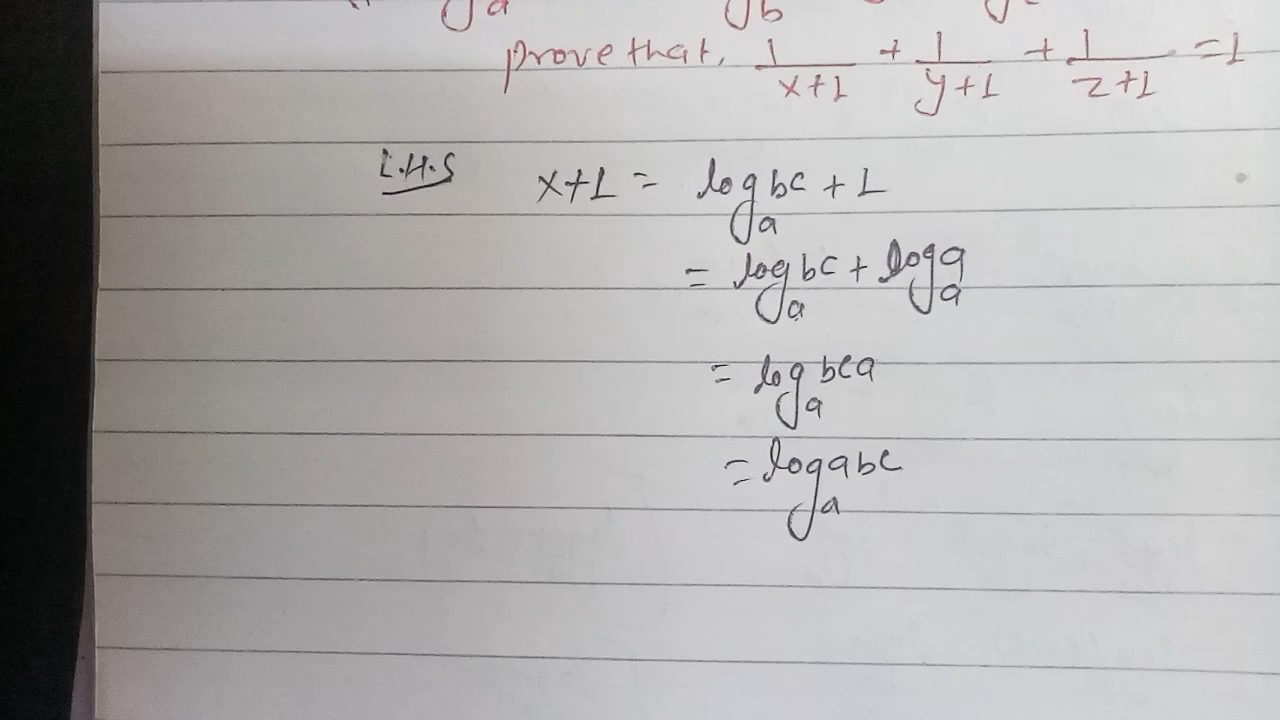 prove that, 1/(x+1) + 1/(y+1) + 1/(z+1) = 1
L.H.S x+1 = log_a bc + 1
= log_a bc + log_a a
= log_a bca
= log_a abc